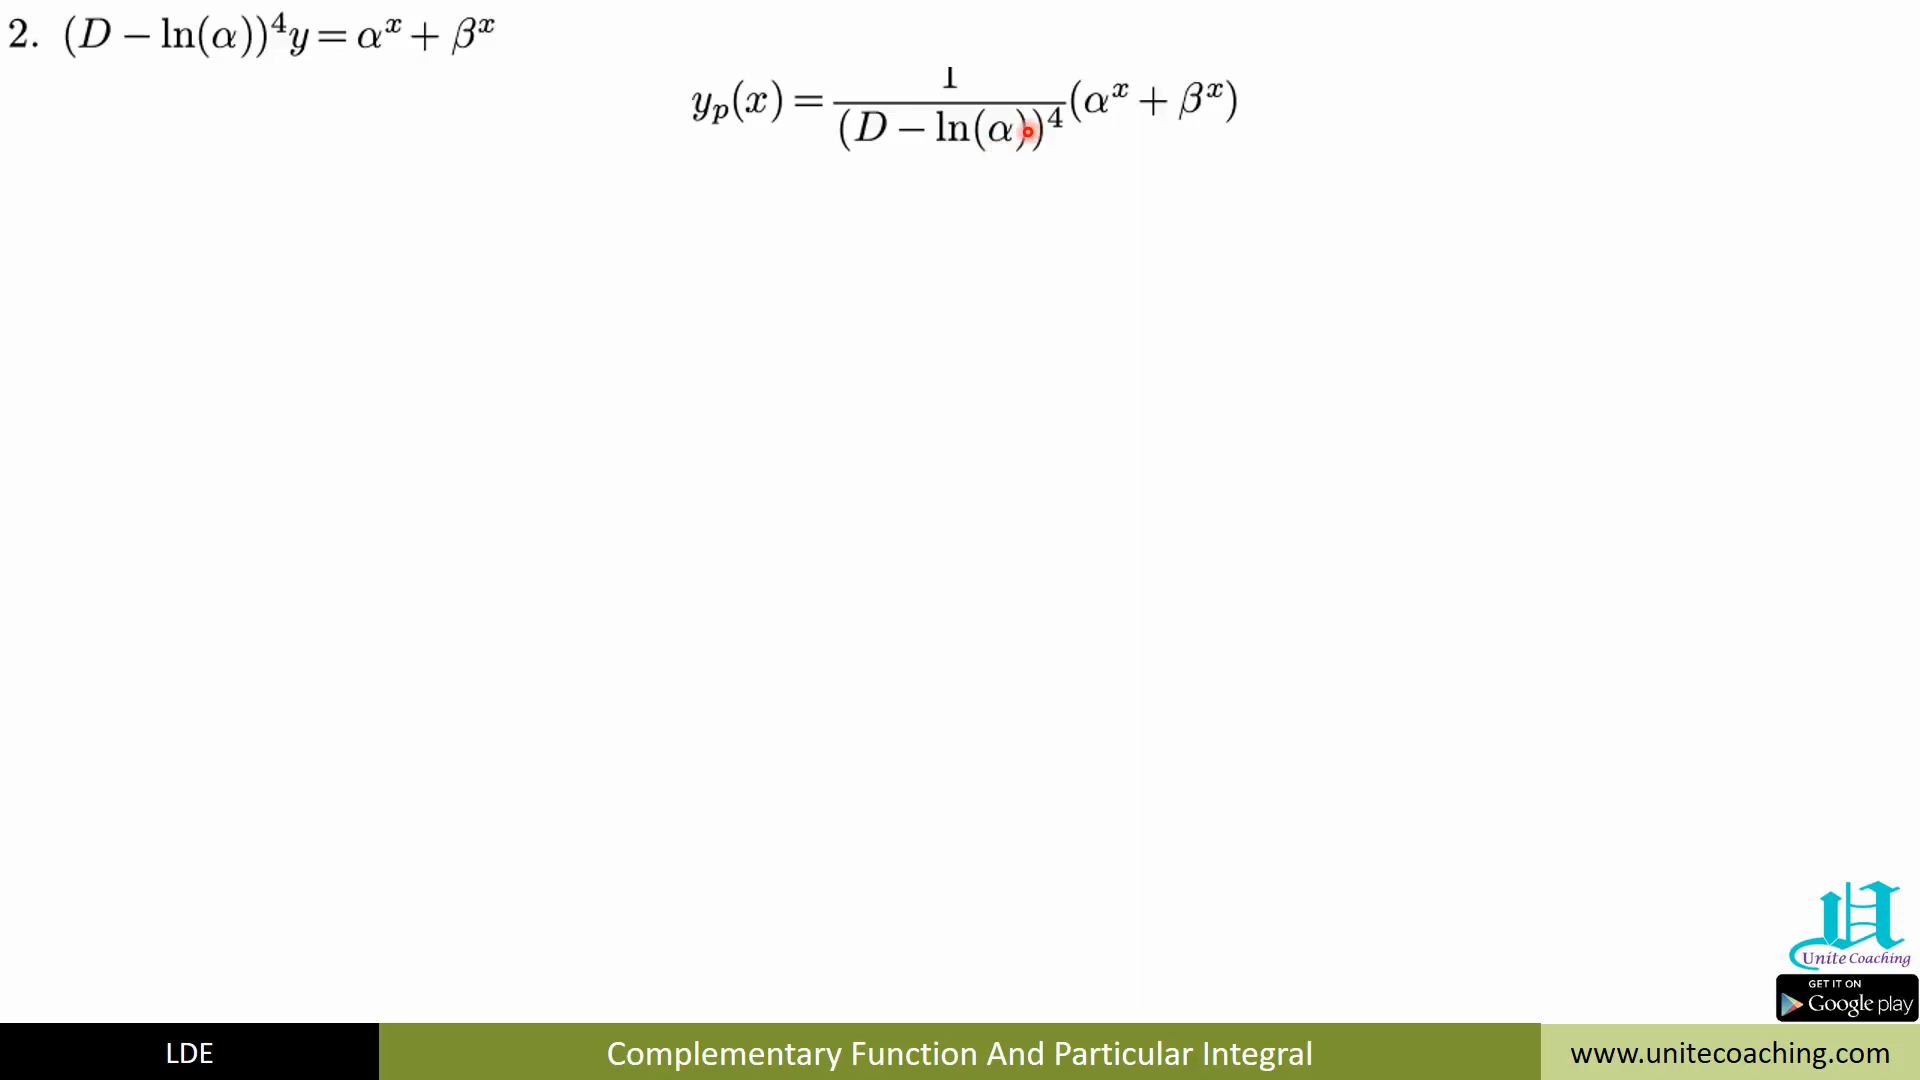 2. (D − ln(α))⁴y = αˣ + βˣ
yₚ(x) = 1/(D − ln(α))⁴ (αˣ + βˣ)
Unite Coaching
GET IT ON
Google play
LDE
Complementary Function And Particular Integral
www.unitecoaching.com